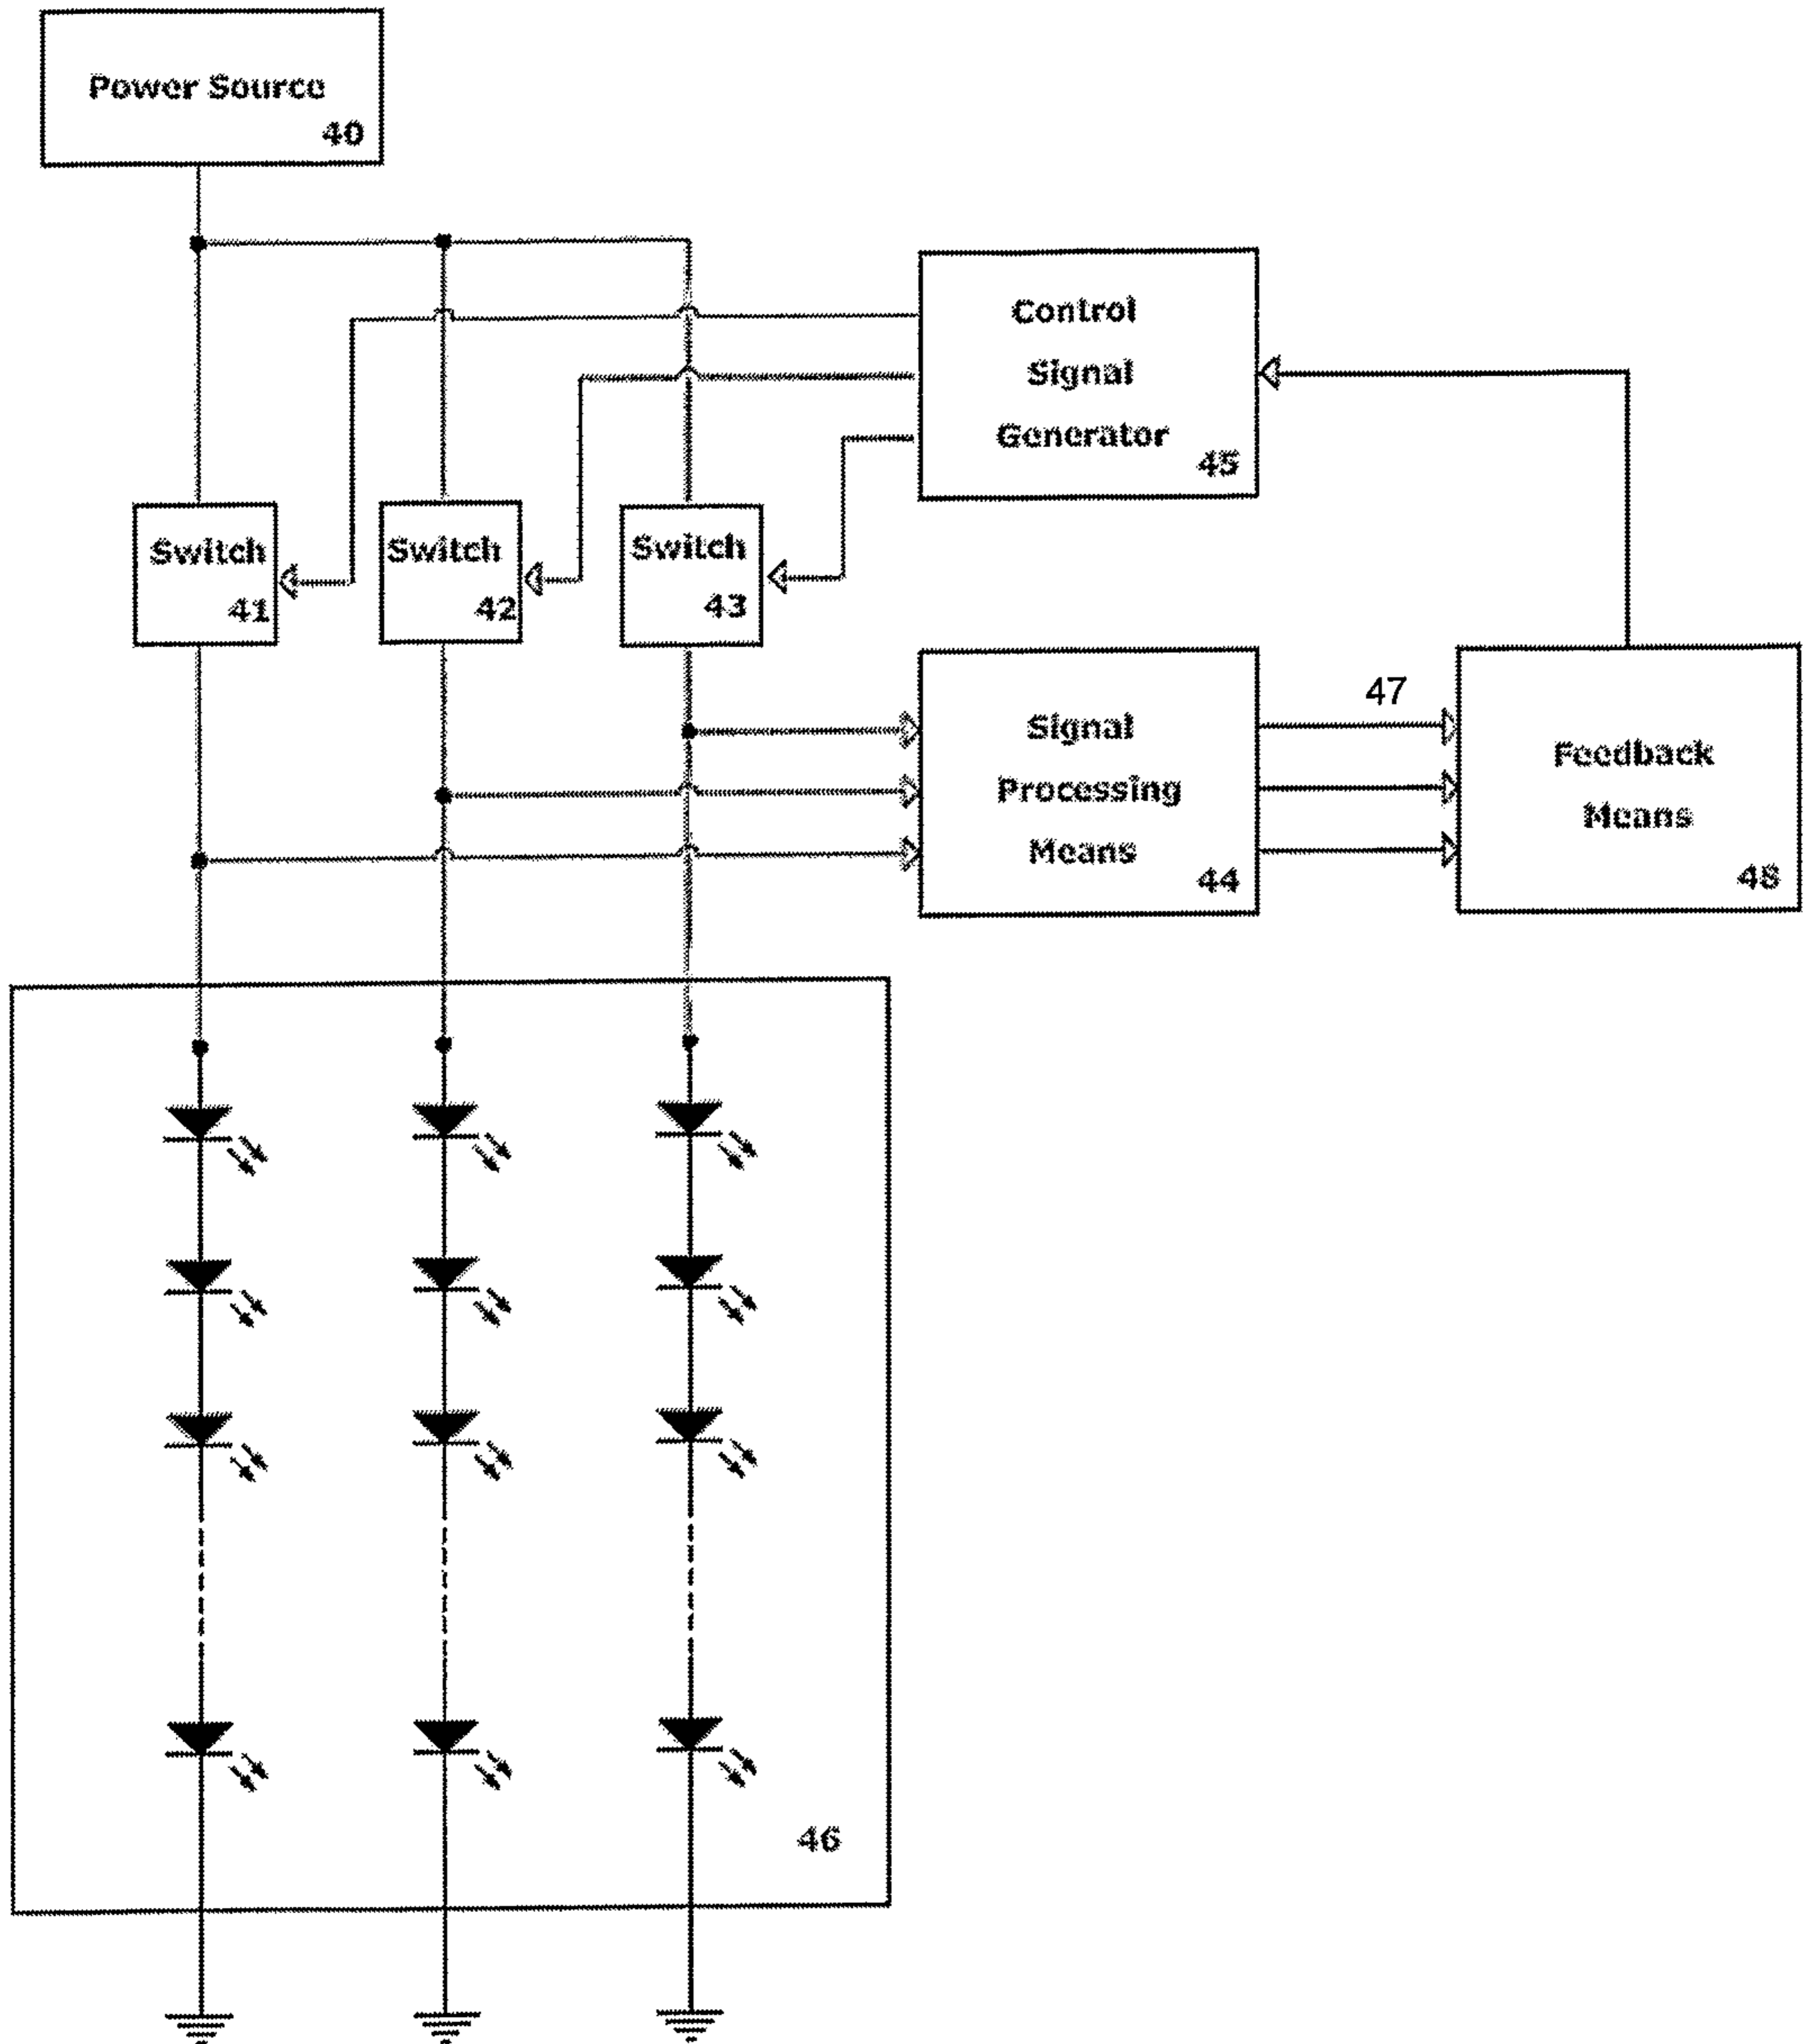 Power Source
40
Control
Signal
Generator
45
Switch
41
Switch
42
Switch
43
Signal
Processing
Means
44
47
Feedback
Means
48
46